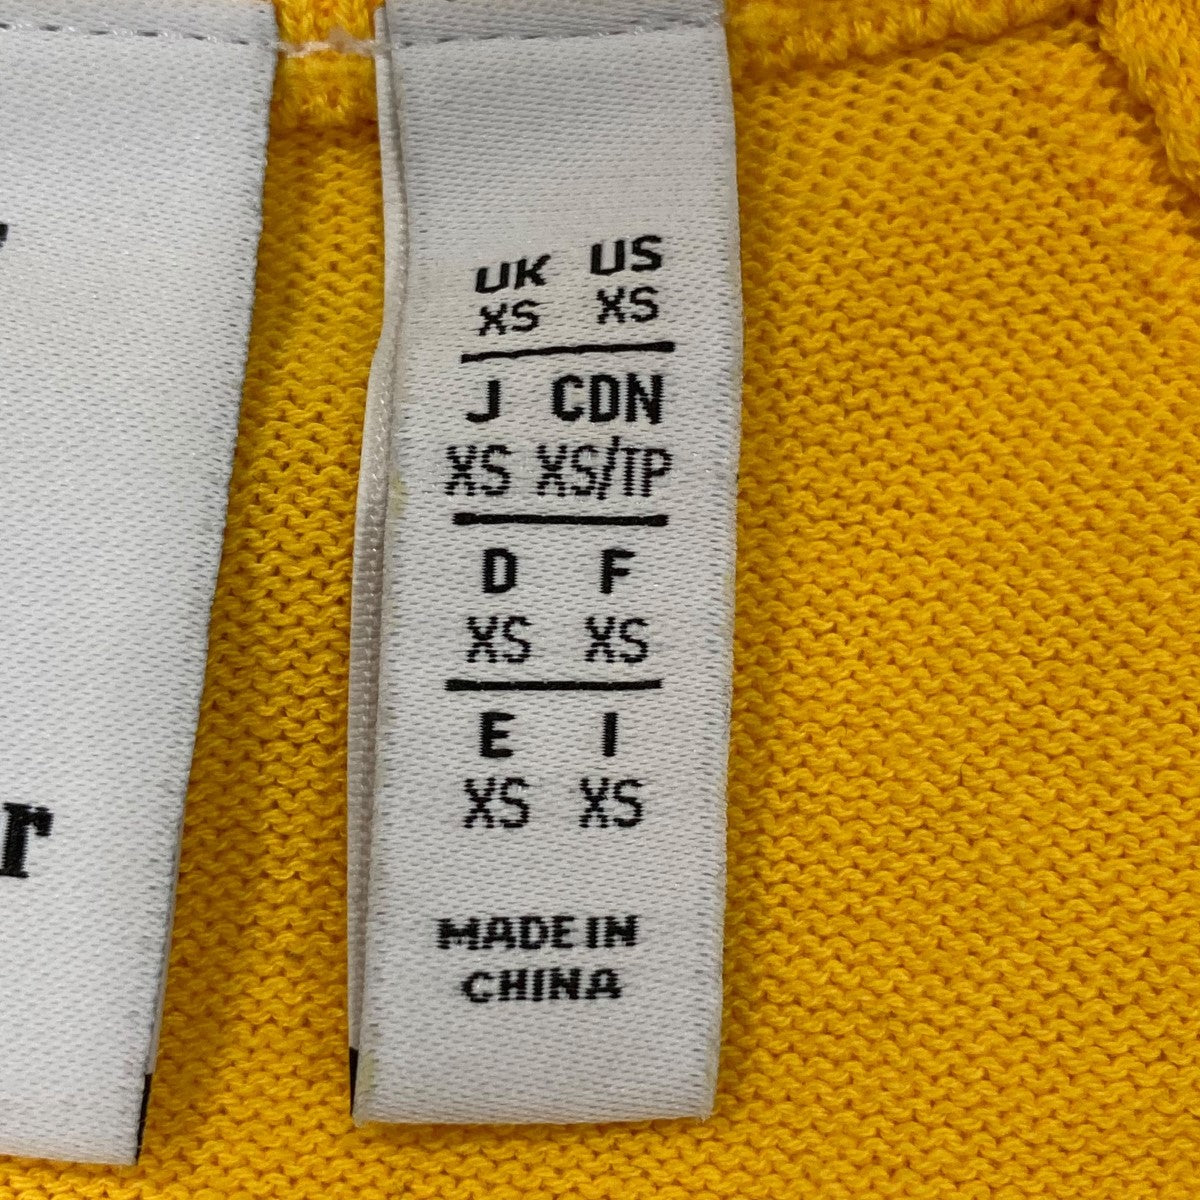 UK US
XS XS
J CDN
XS XS/TP
D F
XS XS
E I
XS XS
MADE IN
CHINA
r